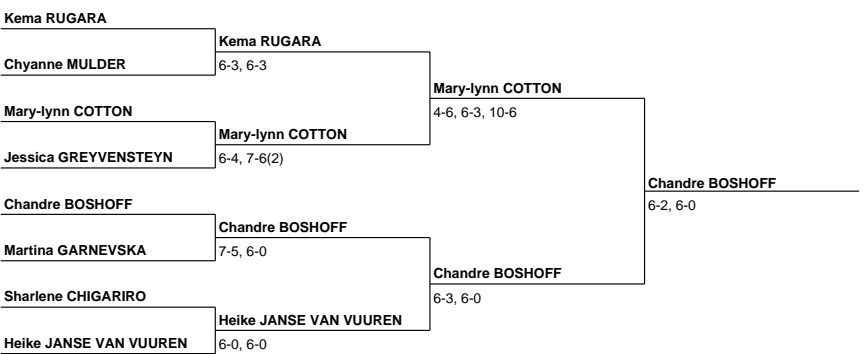 Kema RUGARA
Kema RUGARA
Chyanne MULDER
6-3, 6-3
Mary-lynn COTTON
Mary-lynn COTTON
4-6, 6-3, 10-6
Mary-lynn COTTON
Jessica GREYVENSTEYN
6-4, 7-6(2)
Chandre BOSHOFF
6-2, 6-0
Chandre BOSHOFF
Chandre BOSHOFF
Martina GARNEVSKA
7-5, 6-0
Chandre BOSHOFF
6-3, 6-0
Sharlene CHIGARIRO
Heike JANSE VAN VUUREN
Heike JANSE VAN VUUREN
6-0, 6-0